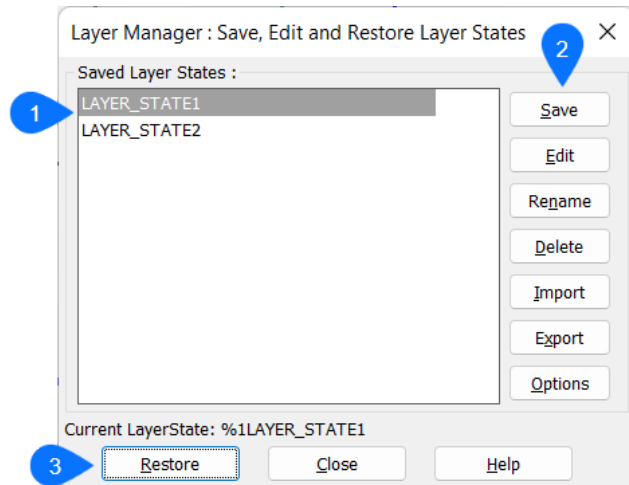 Layer Manager : Save, Edit and Restore Layer States
2
Saved Layer States :
1
LAYER_STATE1
LAYER_STATE2
Save
Edit
Rename
Delete
Import
Export
Options
Current LayerState: %1LAYER_STATE1
3
Restore
Close
Help